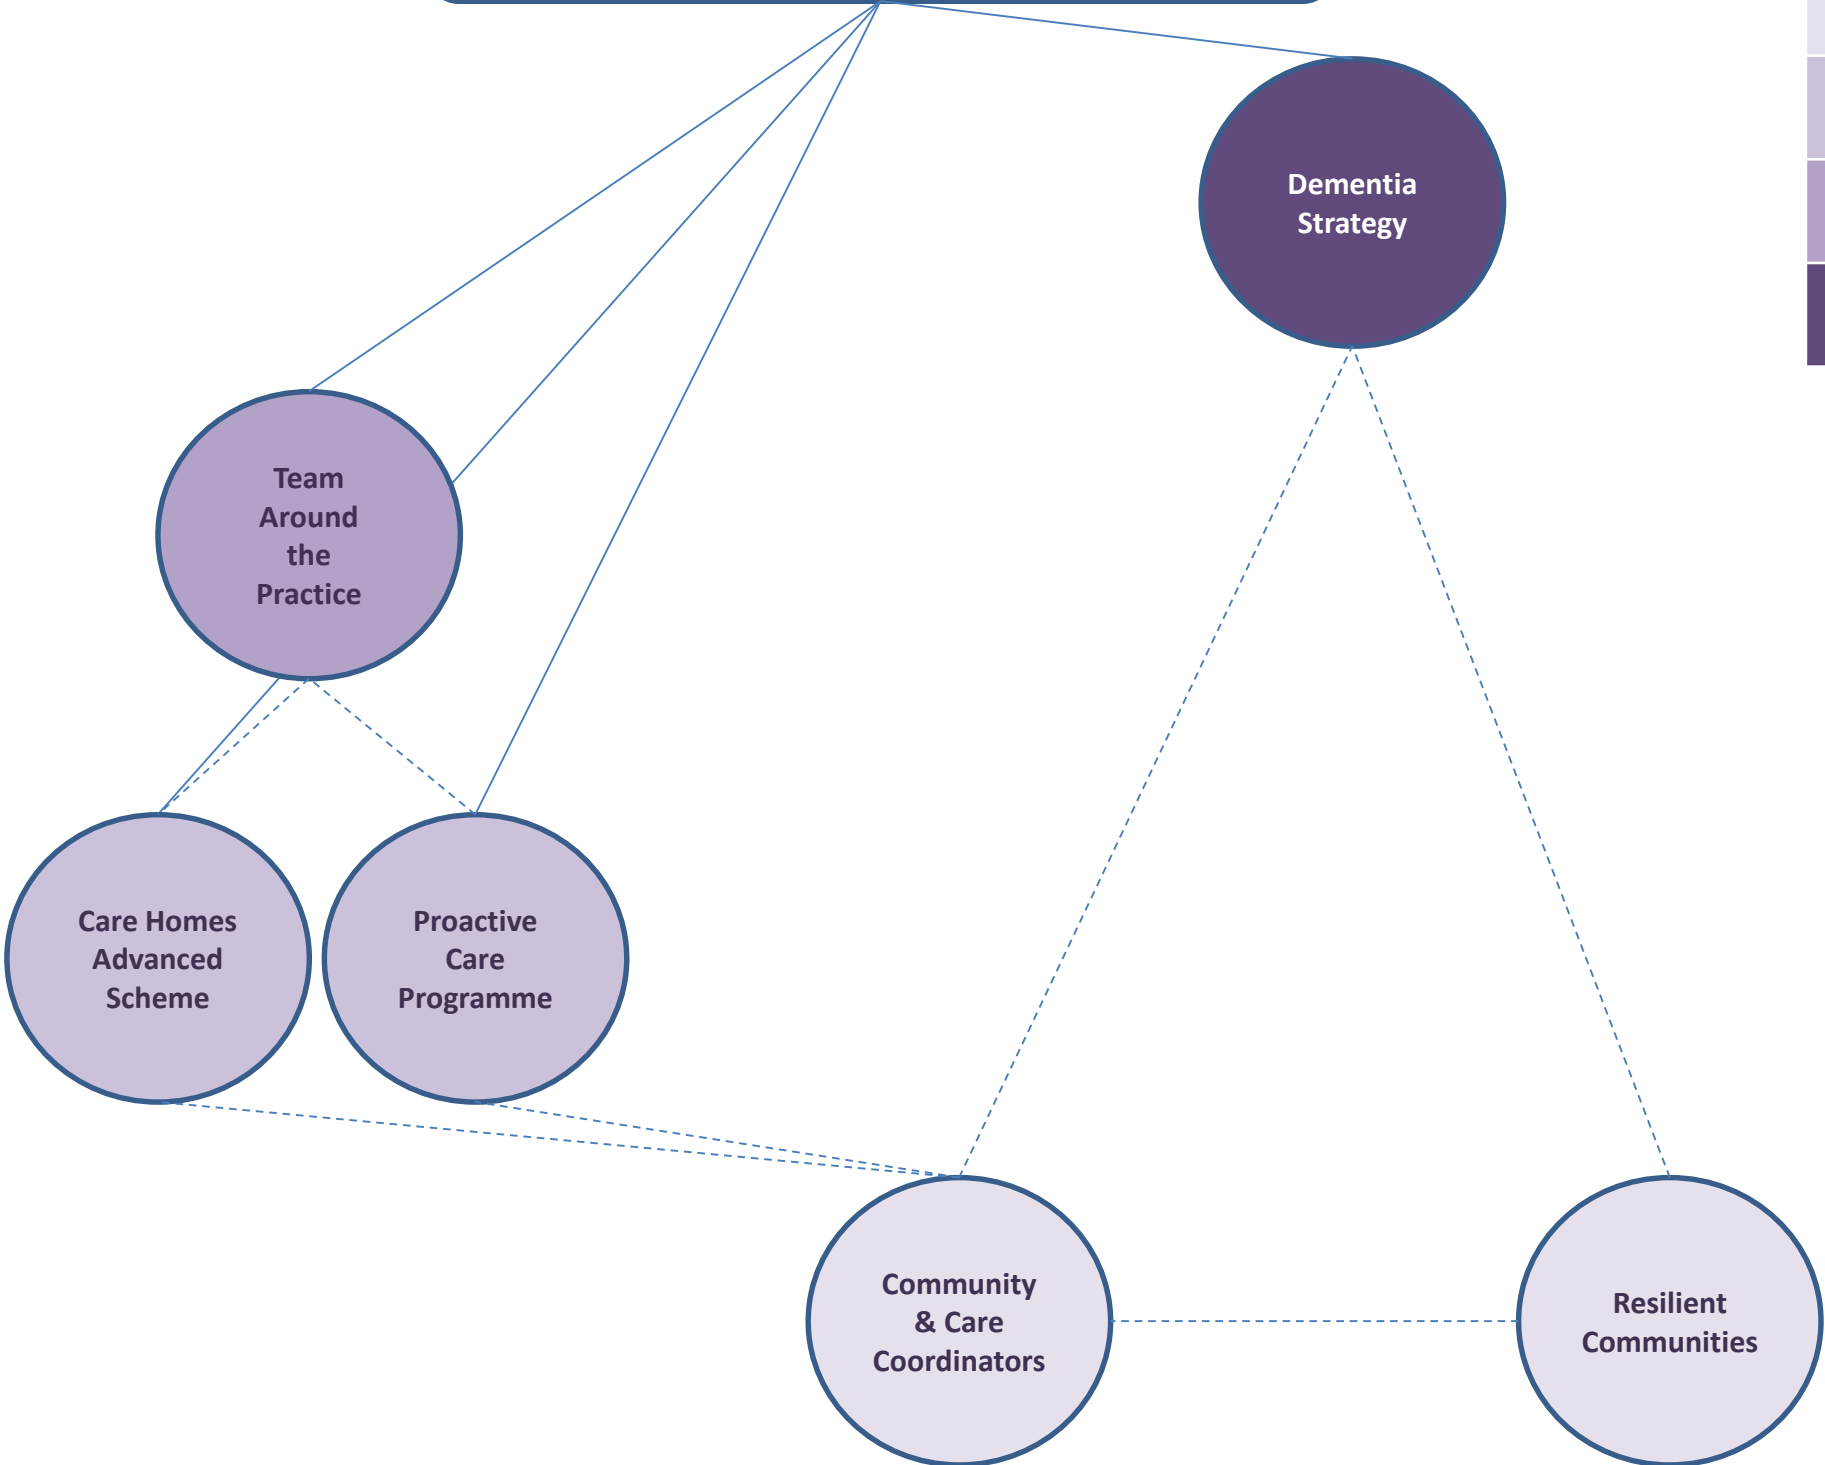 Dementia
Strategy
Team
Around
the
Practice
Care Homes
Advanced
Scheme
Proactive
Care
Programme
Community
& Care
Coordinators
Resilient
Communities